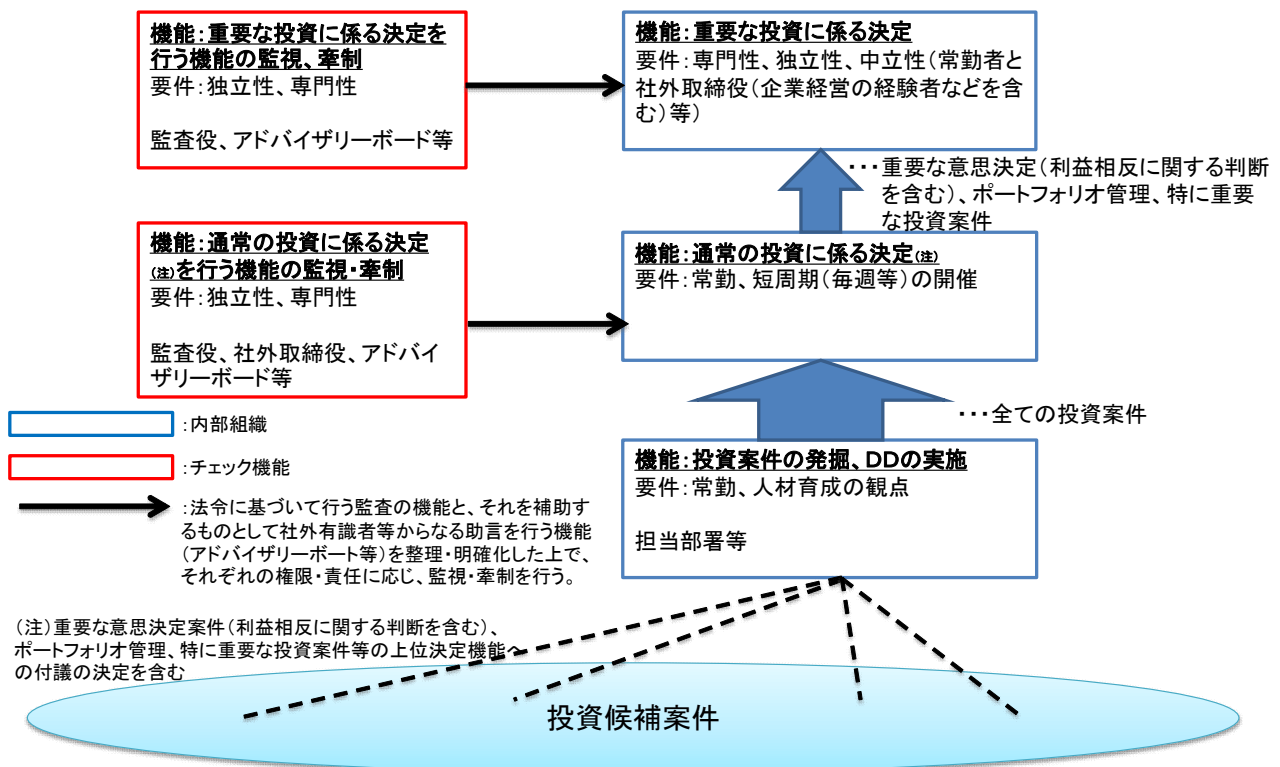 機能:重要な投資に係る決定を
行う機能の監視、牽制
要件:独立性、専門性
監査役、アドバイザリーボード等
機能:重要な投資に係る決定
要件:専門性、独立性、中立性(常勤者と
社外取締役(企業経営の経験者などを含
む)等)
・・・重要な意思決定(利益相反に関する判断
を含む)、ポートフォリオ管理、特に重要
な投資案件
機能:通常の投資に係る決定
(注)を行う機能の監視・牽制
要件:独立性、専門性
監査役、社外取締役、アドバイ
ザリーボード等
機能:通常の投資に係る決定(注)
要件:常勤、短周期(毎週等)の開催
・・・全ての投資案件
:内部組織
:チェック機能
:法令に基づいて行う監査の機能と、それを補助す
るものとして社外有識者等からなる助言を行う機能
(アドバイザリーボート等)を整理・明確化した上で、
それぞれの権限・責任に応じ、監視・牽制を行う。
機能:投資案件の発掘、DDの実施
要件:常勤、人材育成の観点
担当部署等
(注)重要な意思決定案件(利益相反に関する判断を含む)、
ポートフォリオ管理、特に重要な投資案件等の上位決定機能へ
の付議の決定を含む
投資候補案件